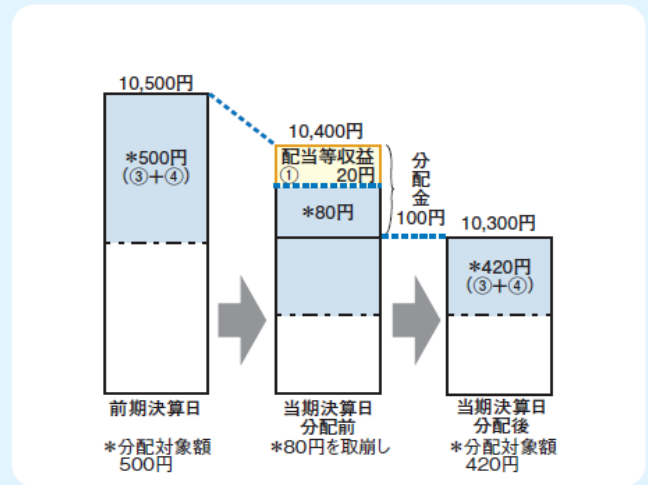 10,500円
*500円
(③+④)
前期決算日
*分配対象額
500円
10,400円
配当等収益
① 20円
*80円
分配金
100円
当期決算日
分配前
*80円を取崩し
10,300円
*420円
(③+④)
当期決算日
分配後
*分配対象額
420円